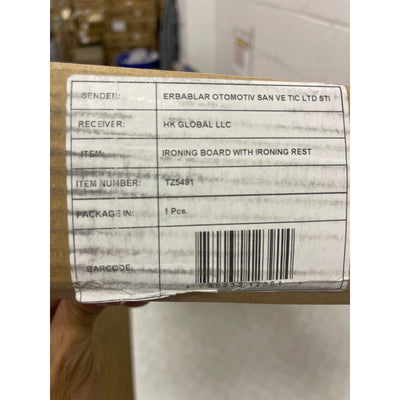 SENDER: ERBABLAR OTOMOTIV SAN VE TIC LTD STI
RECEIVER: HK GLOBAL LLC
ITEM: IRONING BOARD WITH IRONING REST
ITEM NUMBER: TZ5491
PACKAGE IN: 1 Pcs.
BARCODE: